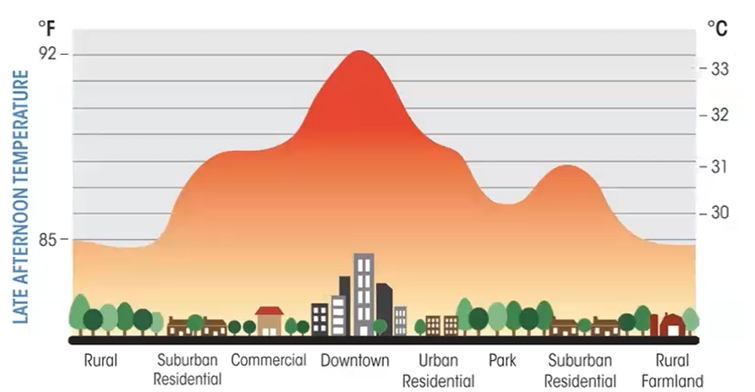 °F
°C
92
33
32
31
30
85
LATE AFTERNOON TEMPERATURE
Rural
Suburban
Residential
Commercial
Downtown
Urban
Residential
Park
Suburban
Residential
Rural
Farmland